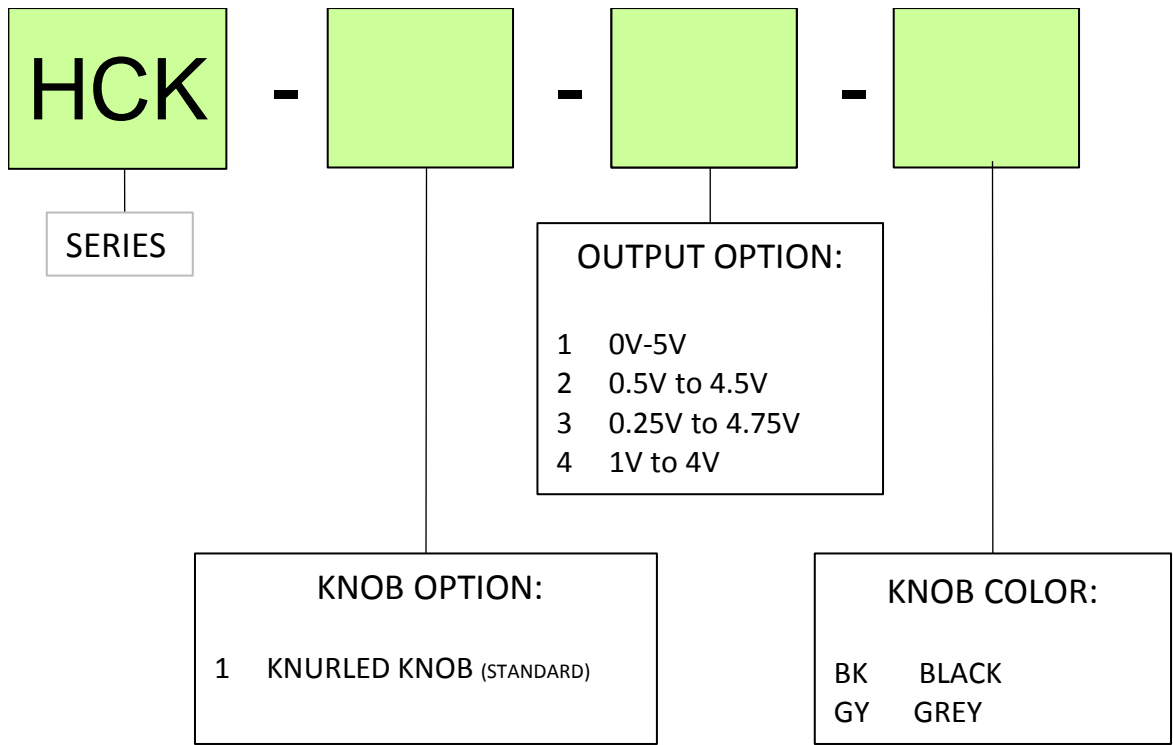 HCK - - -
SERIES
OUTPUT OPTION:
1 0V-5V
2 0.5V to 4.5V
3 0.25V to 4.75V
4 1V to 4V
KNOB OPTION:
1 KNURLED KNOB (STANDARD)
KNOB COLOR:
BK BLACK
GY GREY